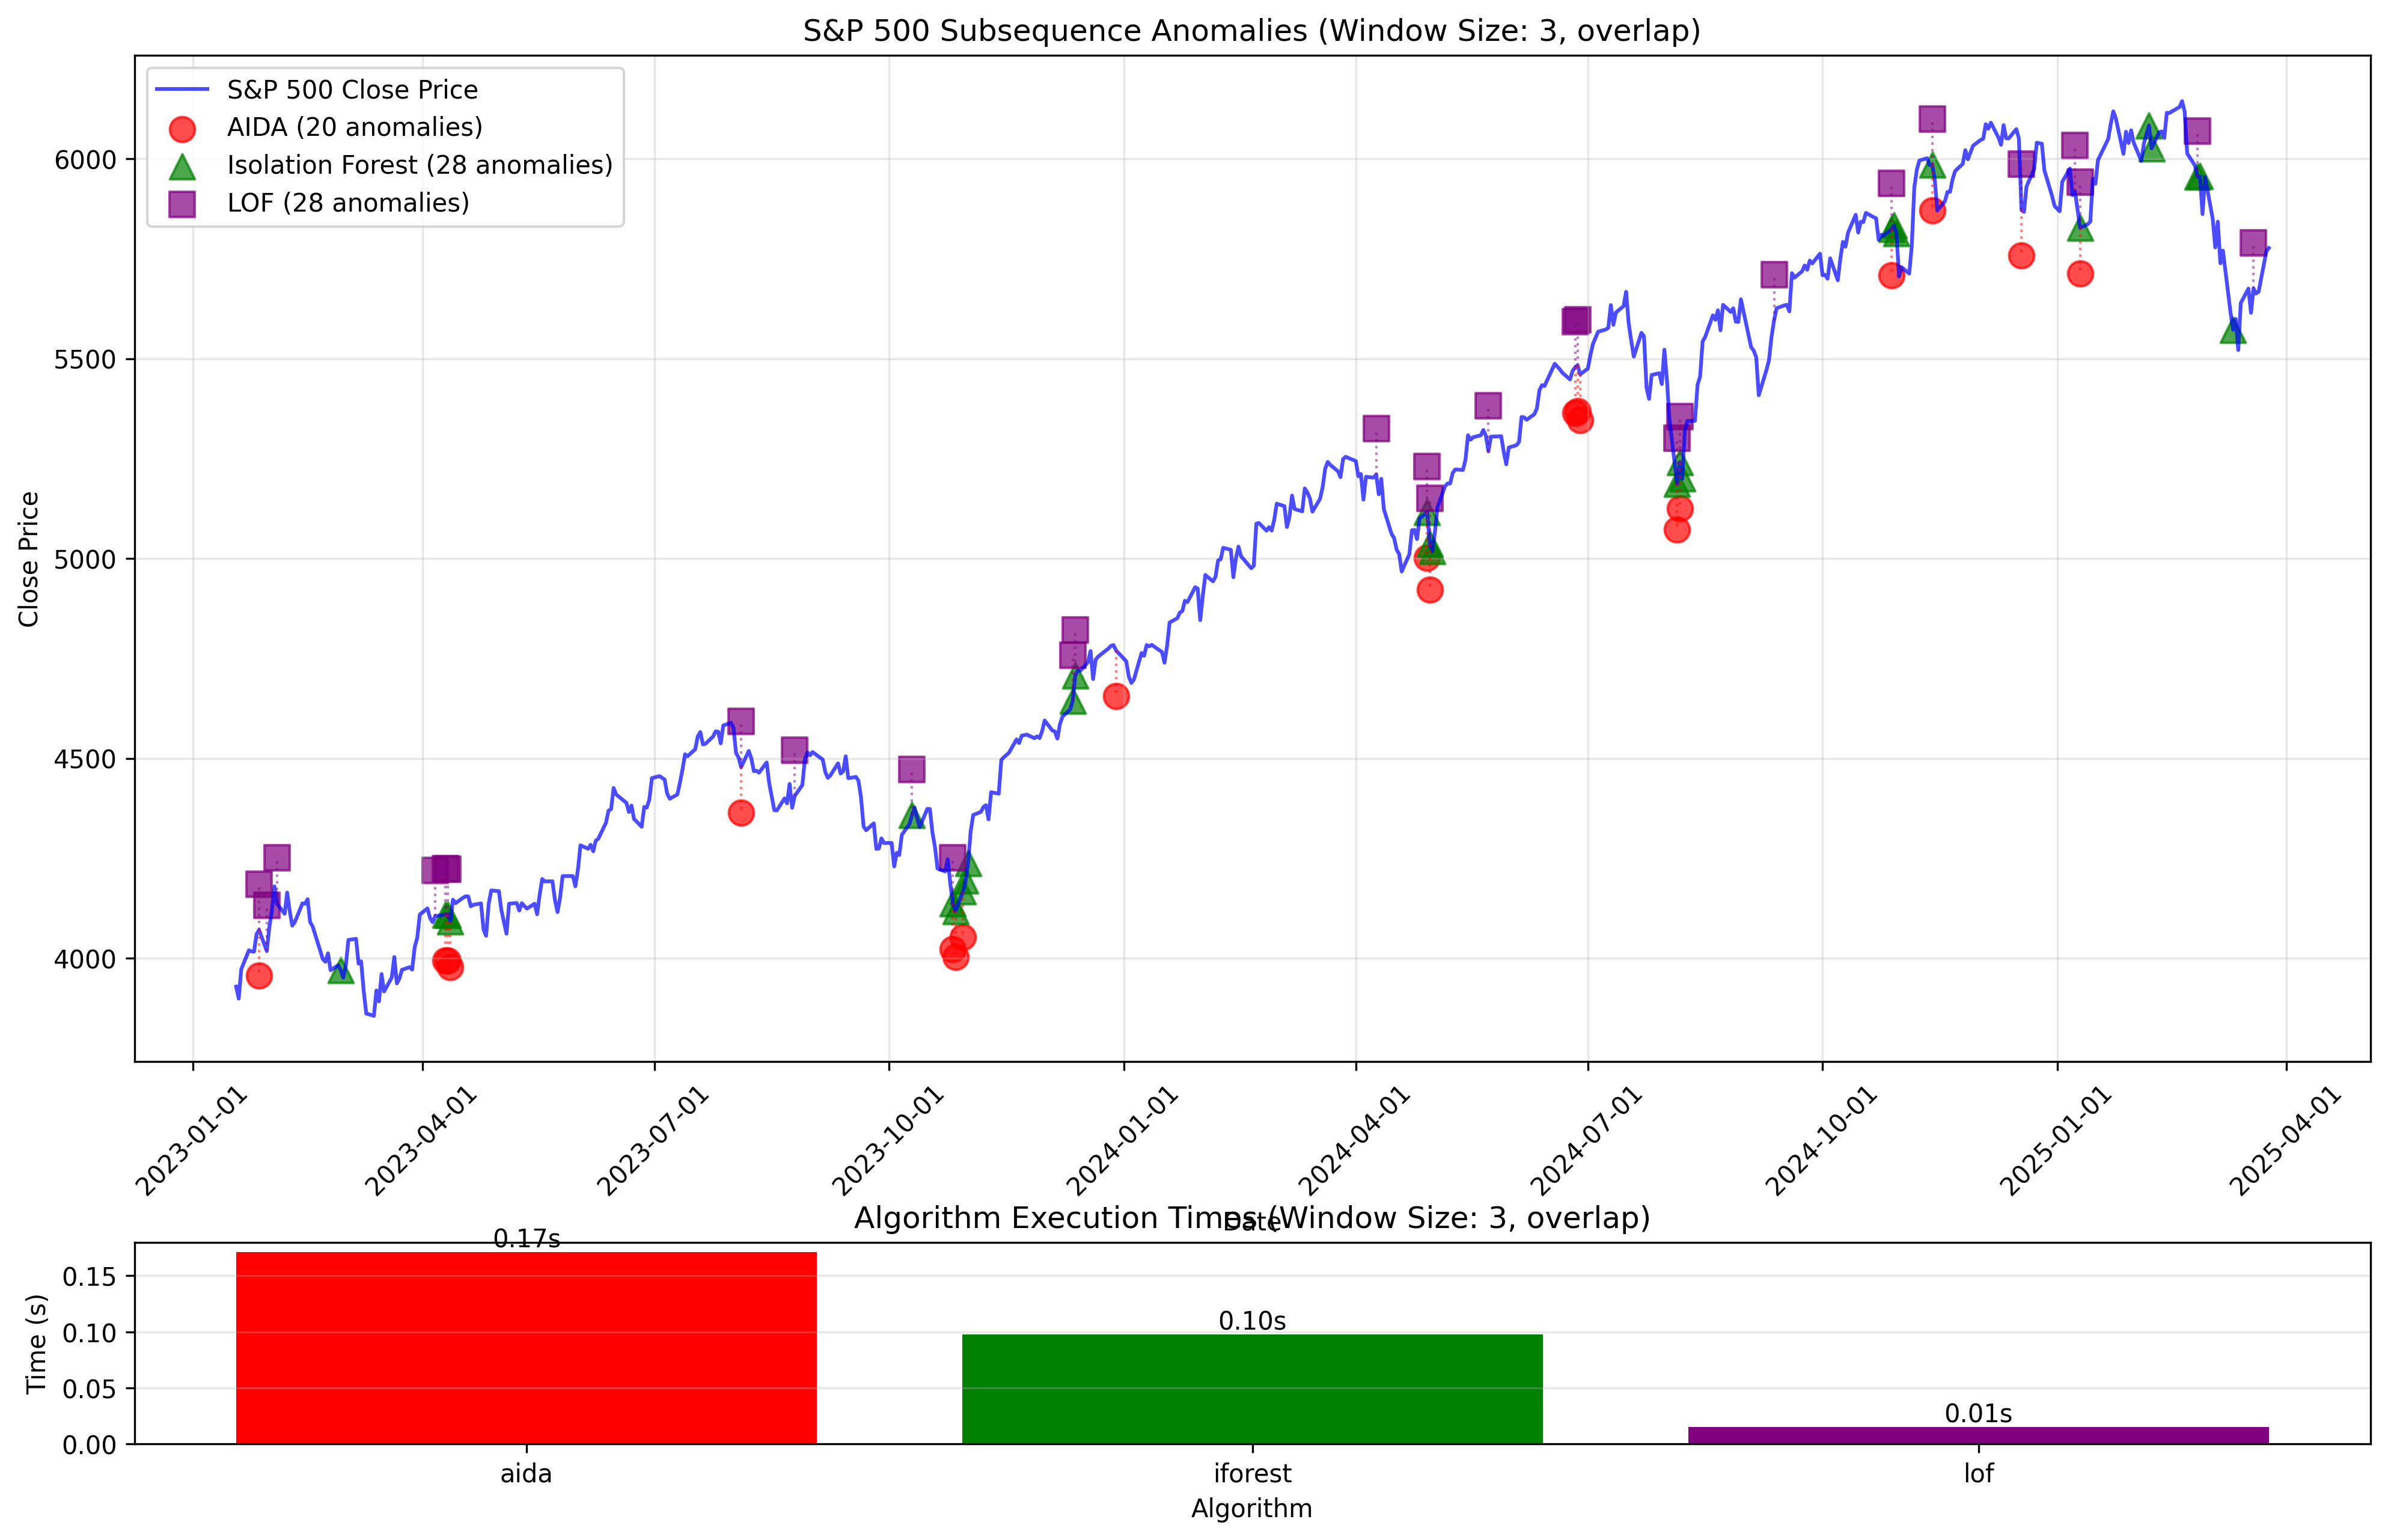 S&P 500 Subsequence Anomalies (Window Size: 3, overlap)
S&P 500 Close Price
AIDA (20 anomalies)
Isolation Forest (28 anomalies)
LOF (28 anomalies)
Close Price
6000
5500
5000
4500
4000
2023-01-01
2023-04-01
2023-07-01
2023-10-01
2024-01-01
2024-04-01
2024-07-01
2024-10-01
2025-01-01
2025-04-01
Date
Algorithm Execution Times (Window Size: 3, overlap)
Time (s)
0.15
0.10
0.05
0.00
0.17s
0.10s
0.01s
aida
iforest
lof
Algorithm